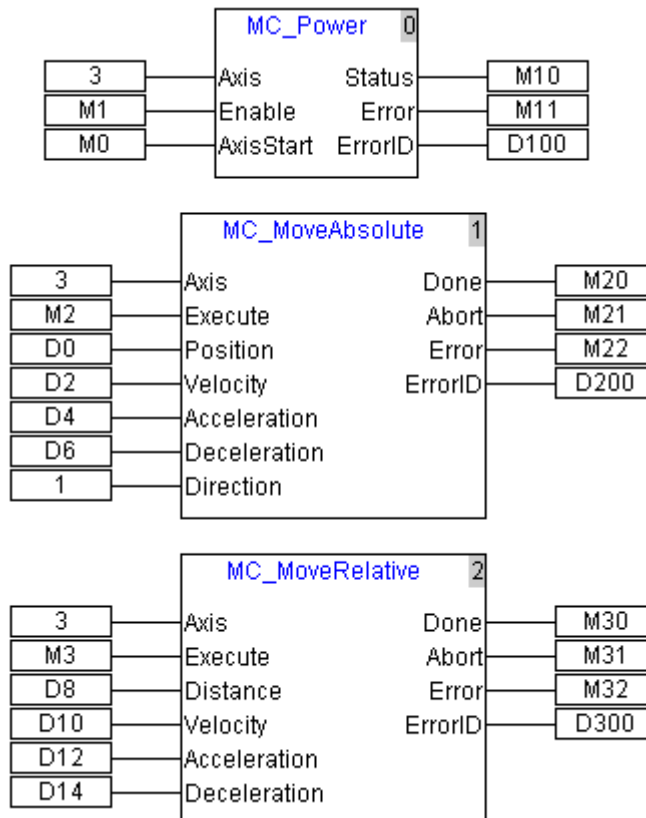 MC_Power 0
3 Axis Status M10
M1 Enable Error M11
M0 AxisStart ErrorID D100
MC_MoveAbsolute 1
3 Axis Done M20
M2 Execute Abort M21
D0 Position Error M22
D2 Velocity ErrorID D200
D4 Acceleration
D6 Deceleration
1 Direction
MC_MoveRelative 2
3 Axis Done M30
M3 Execute Abort M31
D8 Distance Error M32
D10 Velocity ErrorID D300
D12 Acceleration
D14 Deceleration